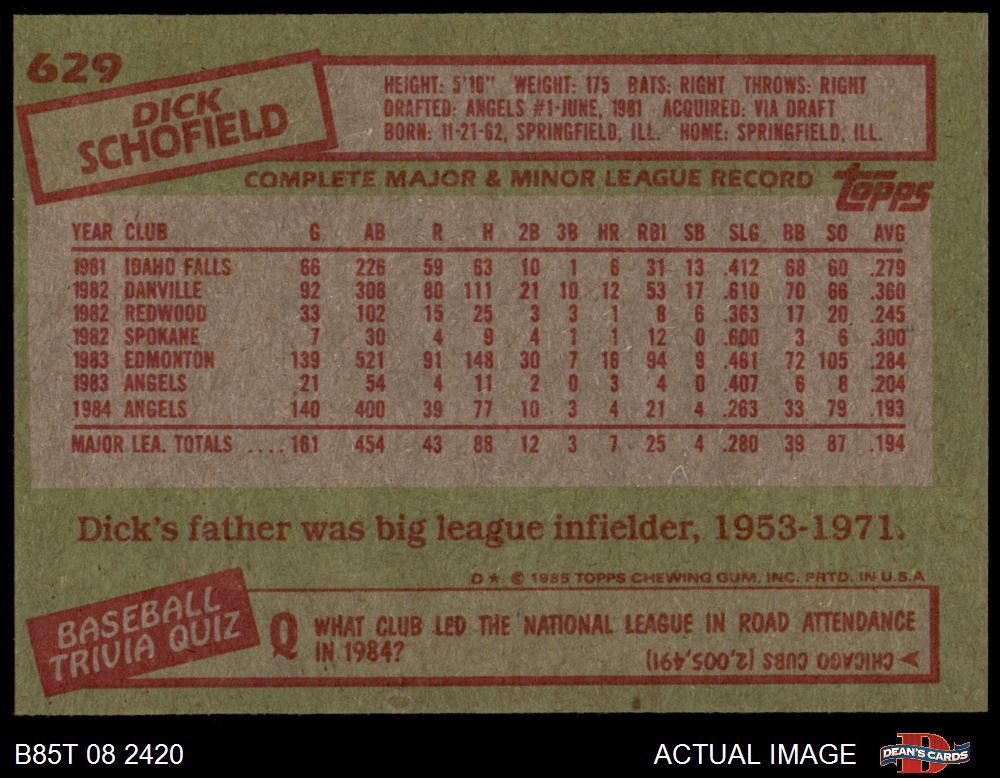 629
DICK
SCHOFIELD
HEIGHT: 5'10" WEIGHT: 175 BATS: RIGHT THROWS: RIGHT
DRAFTED: ANGELS #1-JUNE, 1981 ACQUIRED: VIA DRAFT
BORN: 11-21-62, SPRINGFIELD, ILL. HOME: SPRINGFIELD, ILL.
COMPLETE MAJOR & MINOR LEAGUE RECORD
topps
YEAR CLUB G AB R H 2B 3B HR RBI SB SLG BB SO AVG
1981 IDAHO FALLS 66 226 59 63 10 1 6 31 13 .412 68 60 .279
1982 DANVILLE 92 308 80 111 21 10 12 53 17 .610 70 66 .360
1982 REDWOOD 33 102 15 25 3 3 1 8 6 .363 17 20 .245
1982 SPOKANE 7 30 4 9 4 1 1 12 0 .600 3 6 .300
1983 EDMONTON 139 521 91 148 30 7 16 94 9 .461 72 105 .284
1983 ANGELS 21 54 4 11 2 0 3 4 0 .407 6 8 .204
1984 ANGELS 140 400 39 77 10 3 4 21 4 .263 33 79 .193
MAJOR LEA. TOTALS .... 161 454 43 88 12 3 7 25 4 .280 39 87 .194
Dick's father was big league infielder, 1953-1971.
D★ © 1985 TOPPS CHEWING GUM, INC. PRTD. IN U.S.A
BASEBALL
TRIVIA QUIZ
Q WHAT CLUB LED THE NATIONAL LEAGUE IN ROAD ATTENDANCE
IN 1984?
CHICAGO CUBS (2,005,491)
B85T 08 2420
ACTUAL IMAGE
D
DEAN'S CARDS